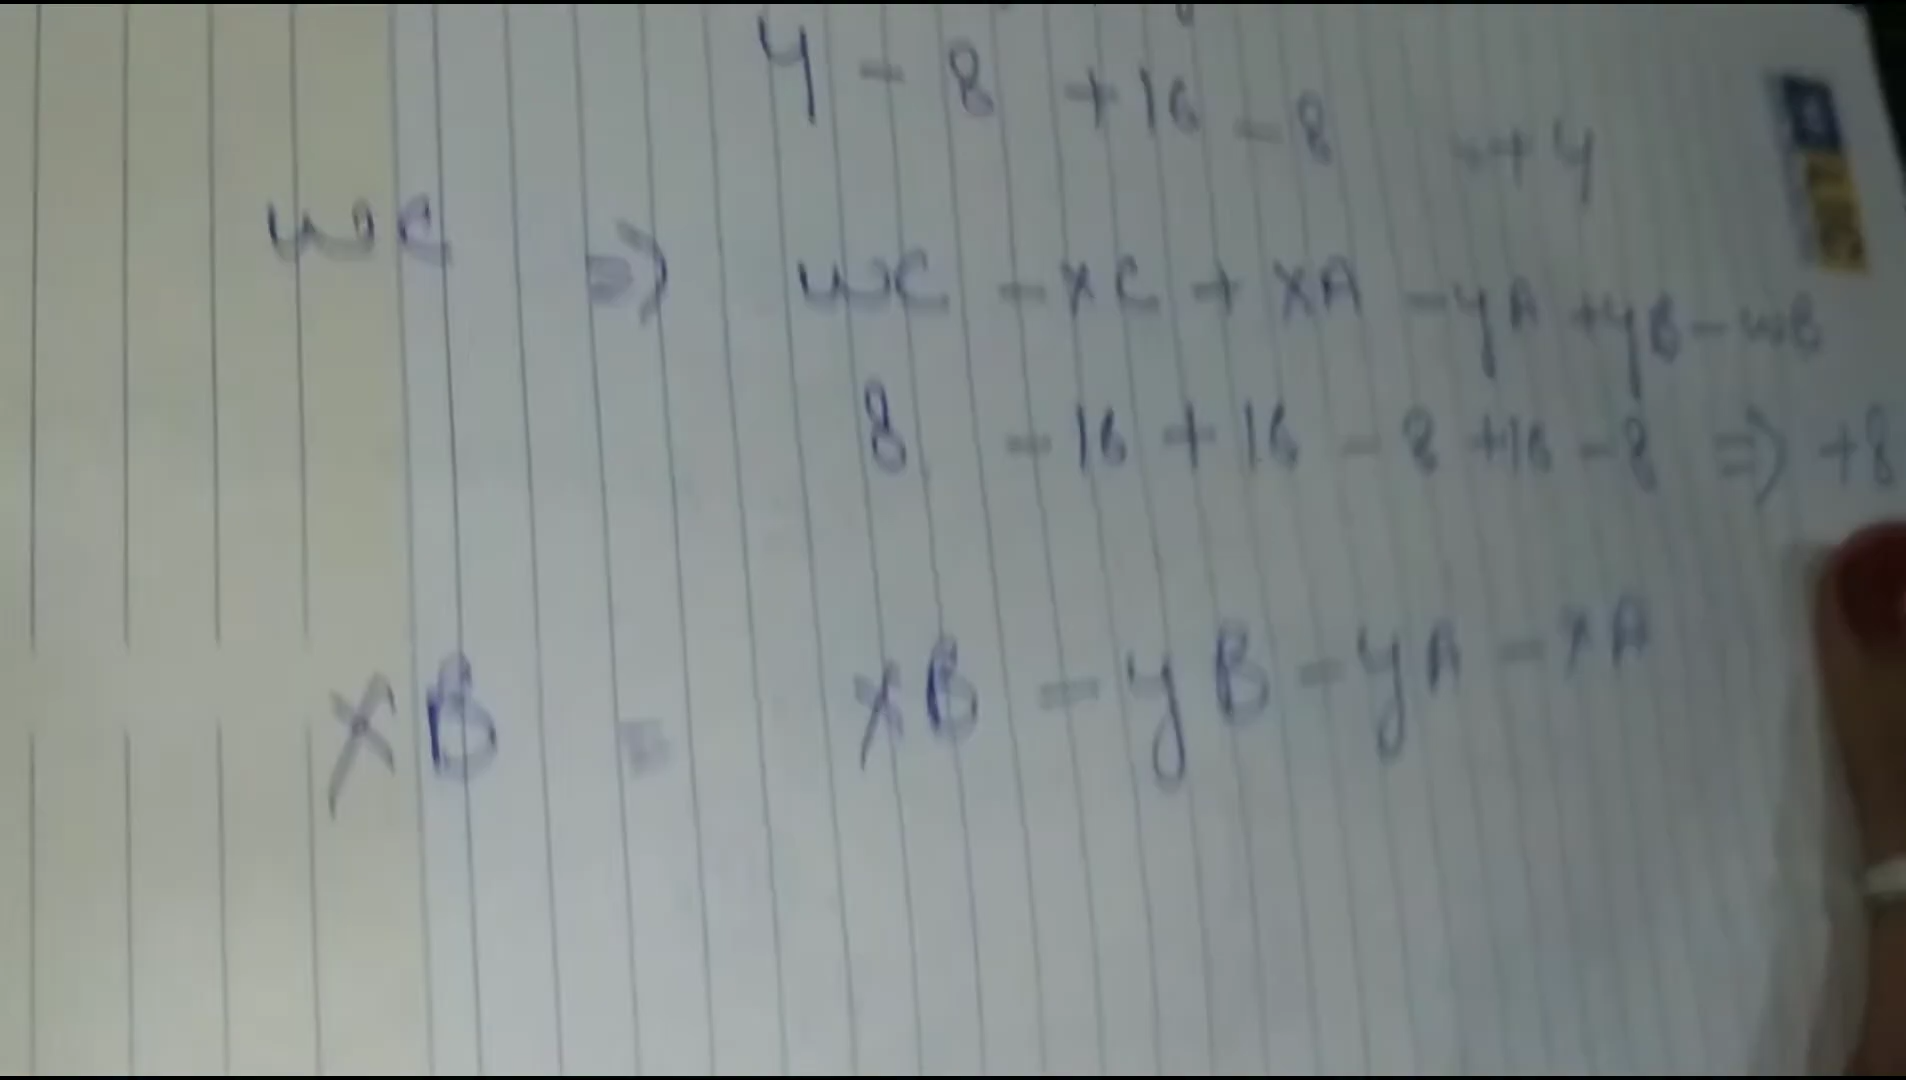 4 - 8 + 16 - 8 → +4
WC ⇒ WC - XC + XA - YA + YB - WB
8 - 16 + 16 - 8 + 16 - 8 ⇒ +8
XB = XB - YB - YA - XA